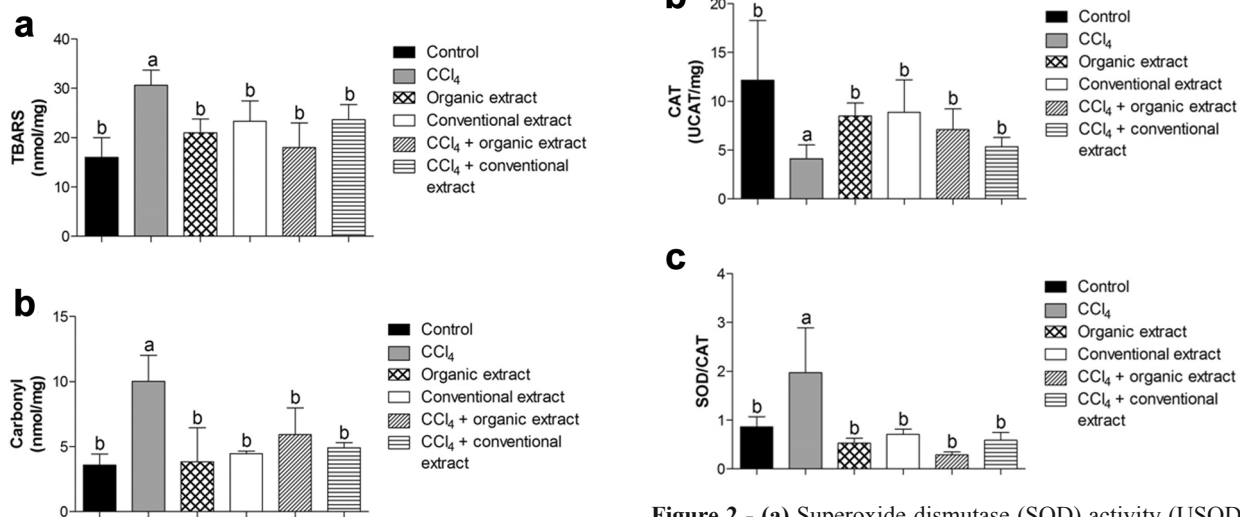 a
40
30
20
10
0
TBARS
(nmol/mg)
b
a
b
b
b
b
Control
CCl₄
Organic extract
Conventional extract
CCl₄ + organic extract
CCl₄ + conventional
extract
b
15
10
5
0
Carbonyl
(nmol/mg)
b
a
b
b
b
b
Control
CCl₄
Organic extract
Conventional extract
CCl₄ + organic extract
CCl₄ + conventional
extract
b
20
15
10
5
0
CAT
(UCAT/mg)
b
a
b
b
b
b
Control
CCl₄
Organic extract
Conventional extract
CCl₄ + organic extract
CCl₄ + conventional
extract
c
4
3
2
1
0
SOD/CAT
b
a
b
b
b
b
Control
CCl₄
Organic extract
Conventional extract
CCl₄ + organic extract
CCl₄ + conventional
extract
Figure 2 - (a) Superoxide dismutase (SOD) activity (USOD